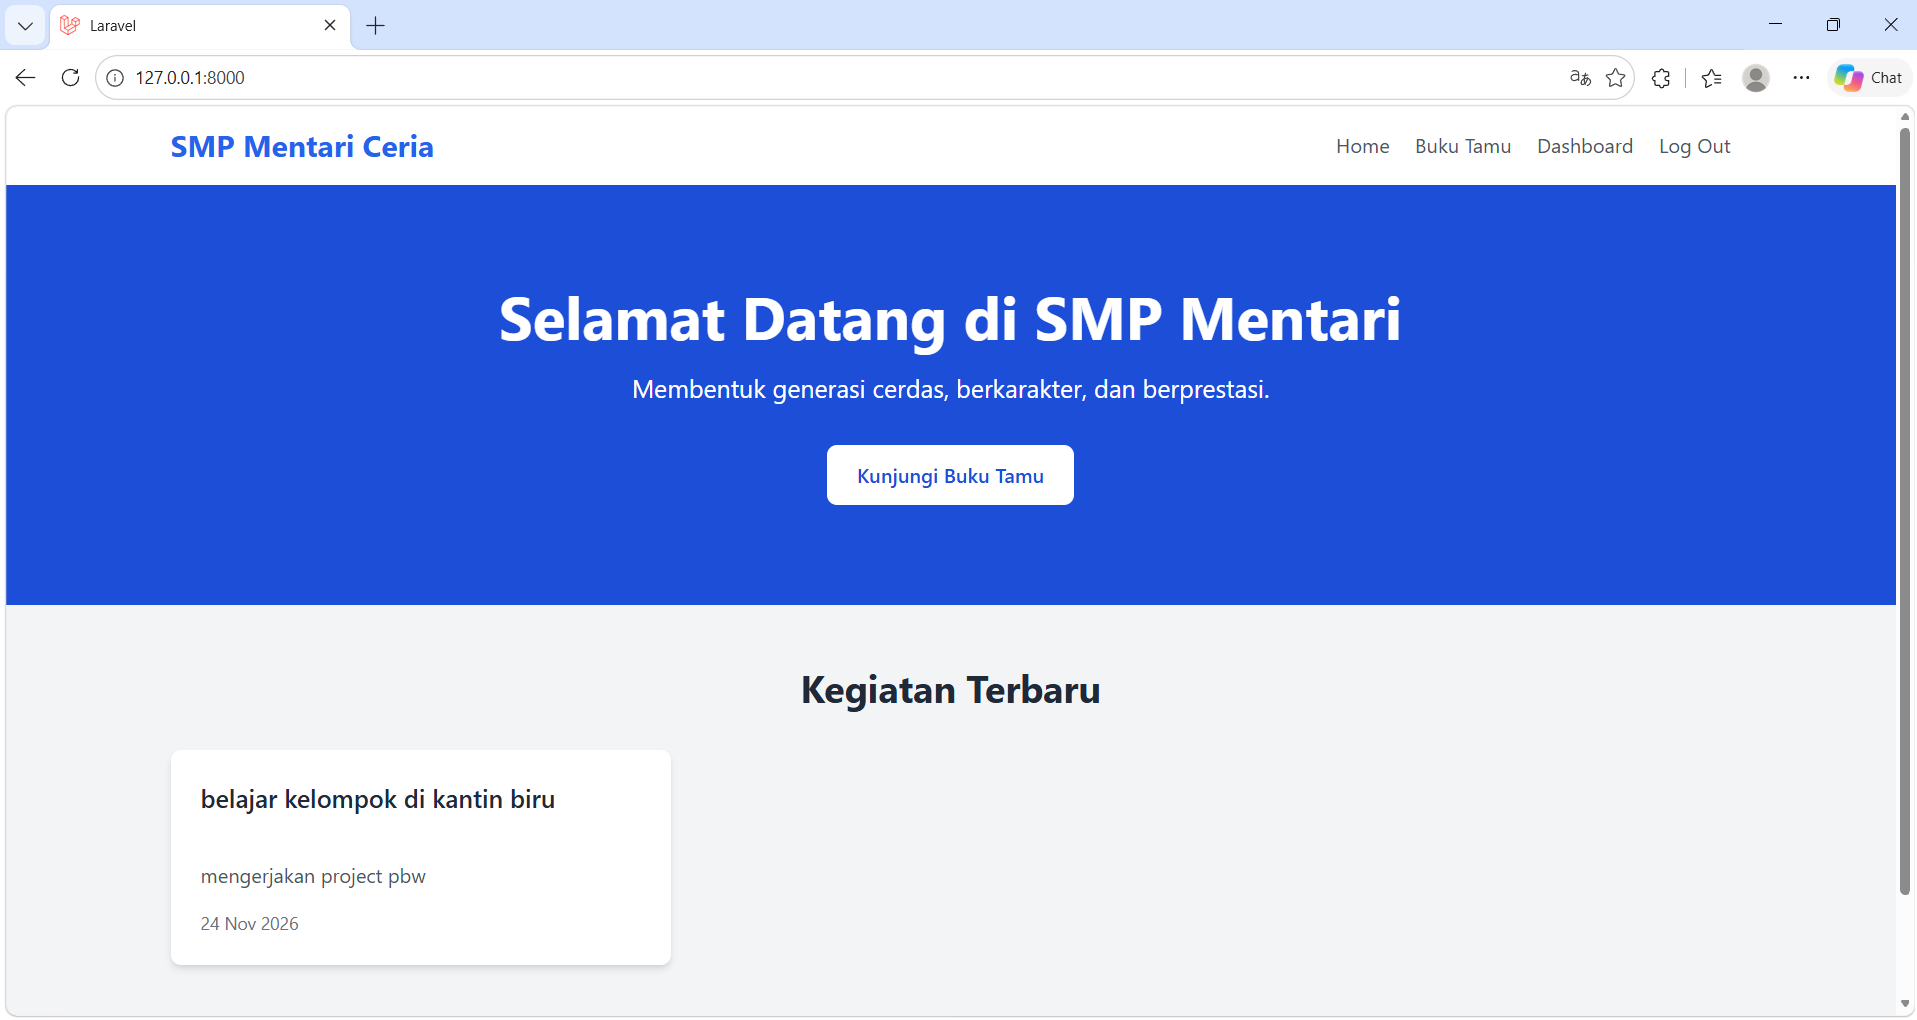 Laravel
127.0.0.1:8000
Chat
SMP Mentari Ceria
Home Buku Tamu Dashboard Log Out
Selamat Datang di SMP Mentari
Membentuk generasi cerdas, berkarakter, dan berprestasi.
Kunjungi Buku Tamu
Kegiatan Terbaru
belajar kelompok di kantin biru
mengerjakan project pbw
24 Nov 2026